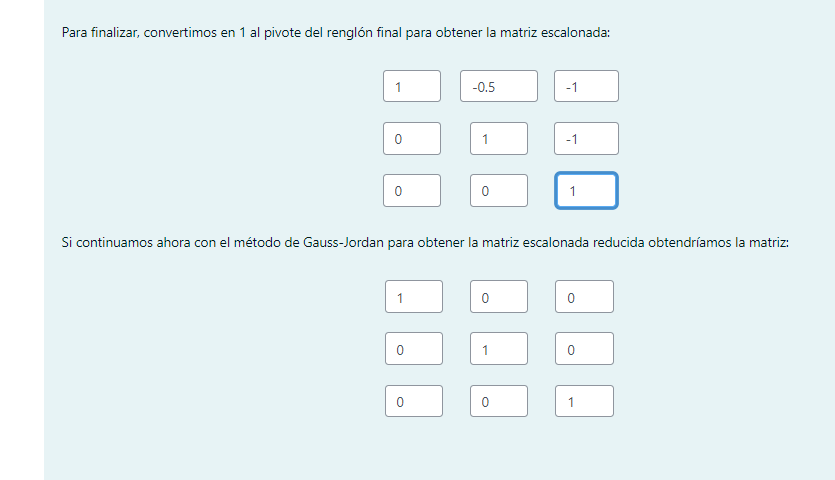 Para finalizar, convertimos en 1 al pivote del renglón final para obtener la matriz escalonada:
1 -0.5 -1
0 1 -1
0 0 1
Si continuamos ahora con el método de Gauss-Jordan para obtener la matriz escalonada reducida obtendríamos la matriz:
1 0 0
0 1 0
0 0 1